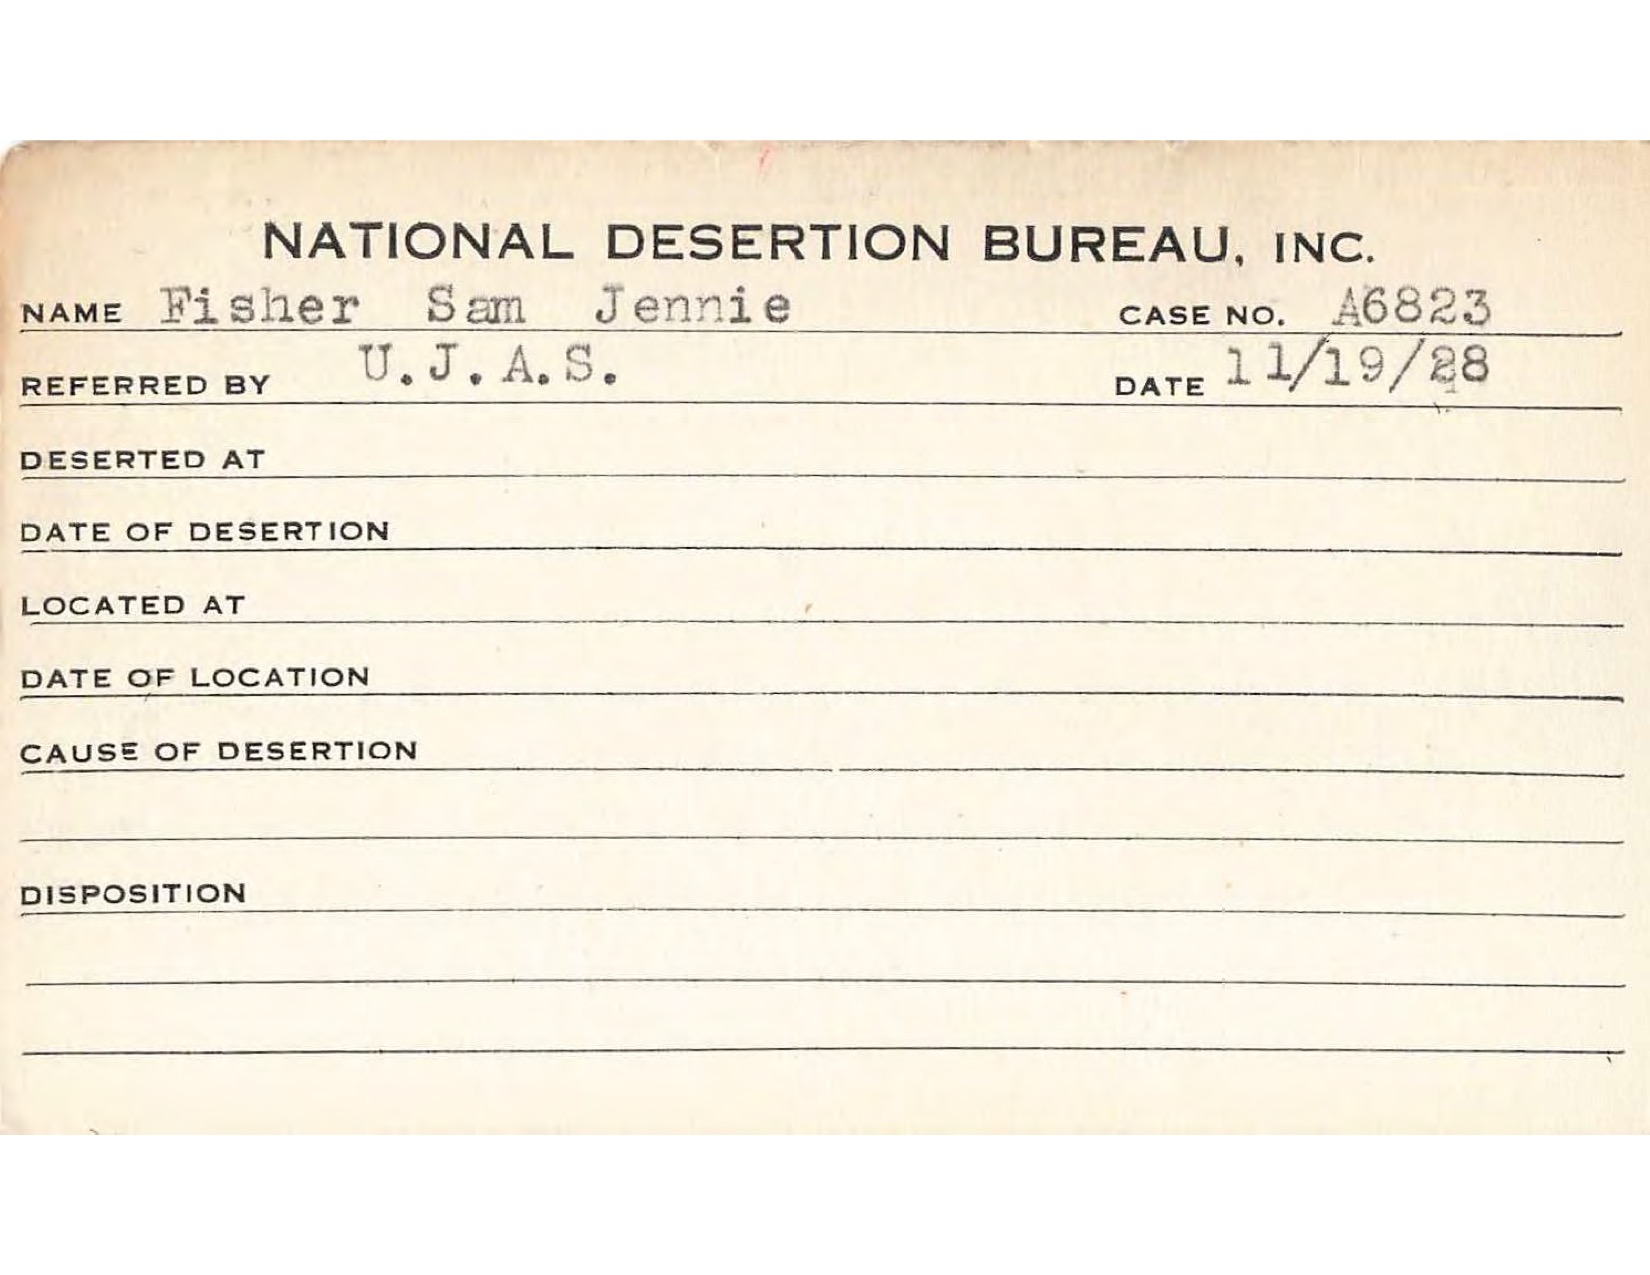 NATIONAL DESERTION BUREAU, INC.
NAME Fisher Sam Jennie CASE NO. A6823
REFERRED BY U.J.A.S. DATE 11/19/28
DESERTED AT
DATE OF DESERTION
LOCATED AT
DATE OF LOCATION
CAUSE OF DESERTION
DISPOSITION